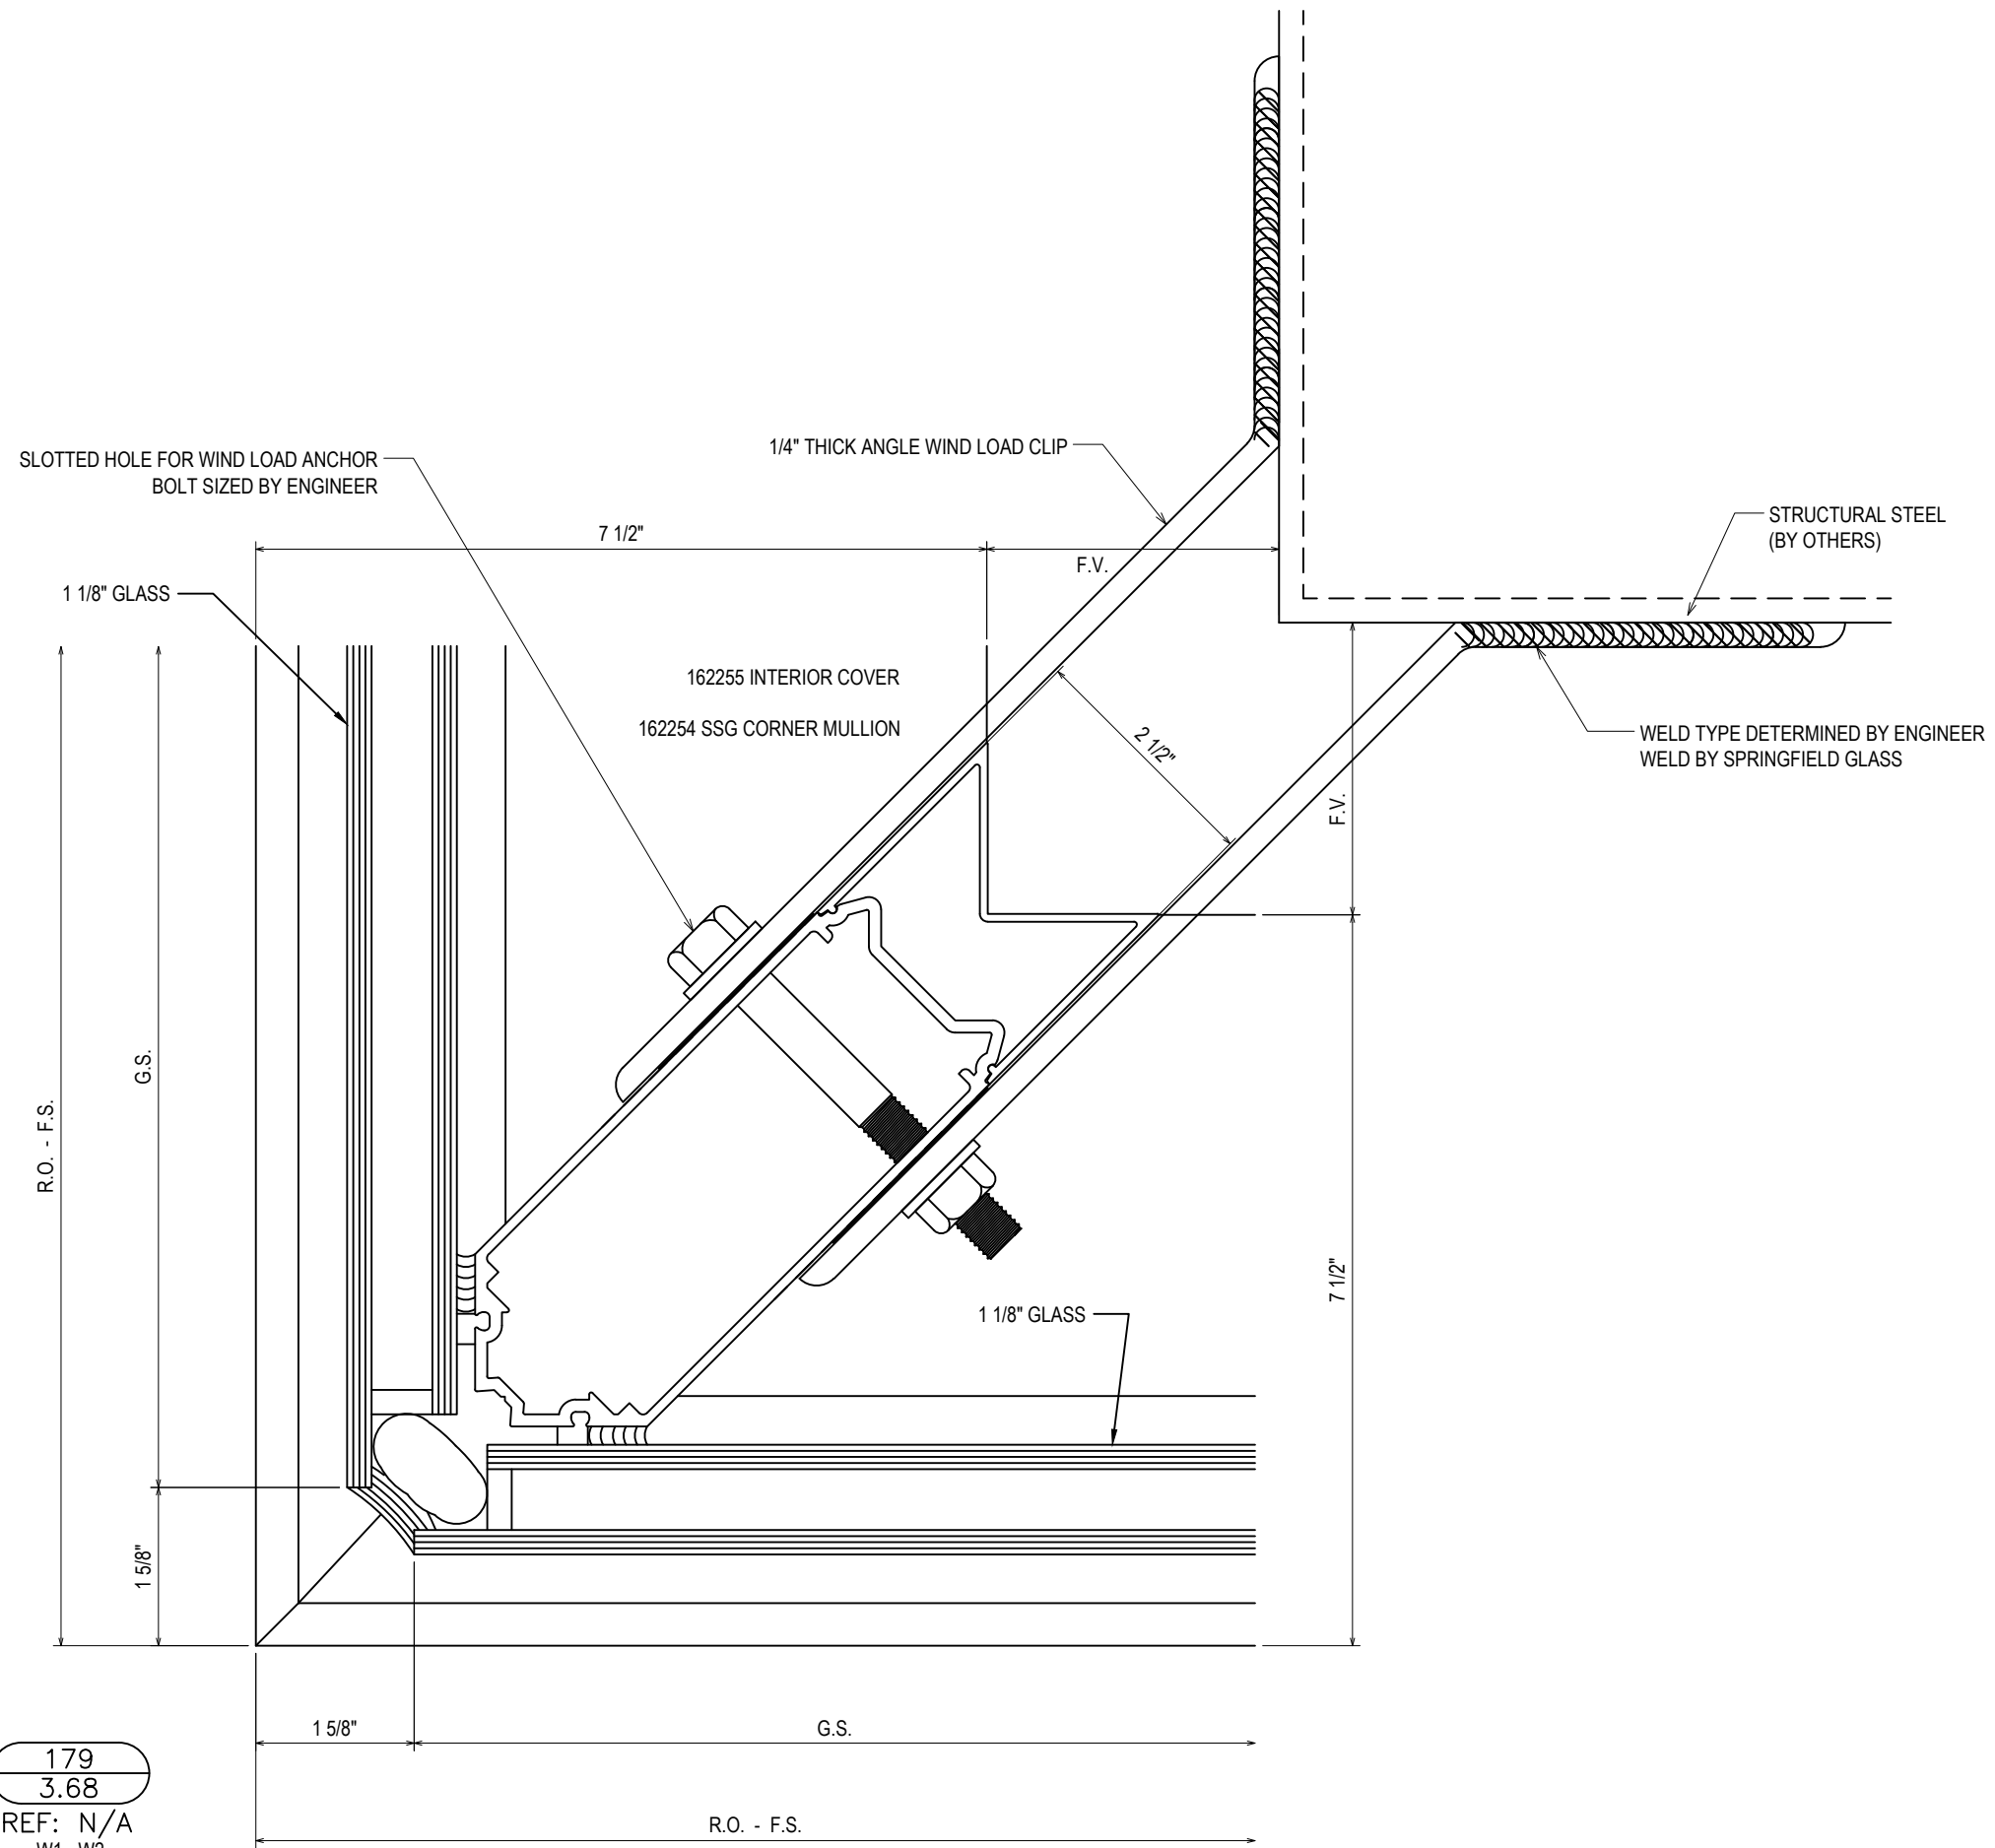 1/4" THICK ANGLE WIND LOAD CLIP
SLOTTED HOLE FOR WIND LOAD ANCHOR
BOLT SIZED BY ENGINEER
STRUCTURAL STEEL
(BY OTHERS)
7 1/2"
F.V.
1 1/8" GLASS
162255 INTERIOR COVER
162254 SSG CORNER MULLION
2 1/2"
WELD TYPE DETERMINED BY ENGINEER
WELD BY SPRINGFIELD GLASS
F.V.
G.S.
R.O. - F.S.
7 1/2"
1 1/8" GLASS
1 5/8"
1 5/8"
G.S.
179
3.68
REF: N/A
R.O. - F.S.